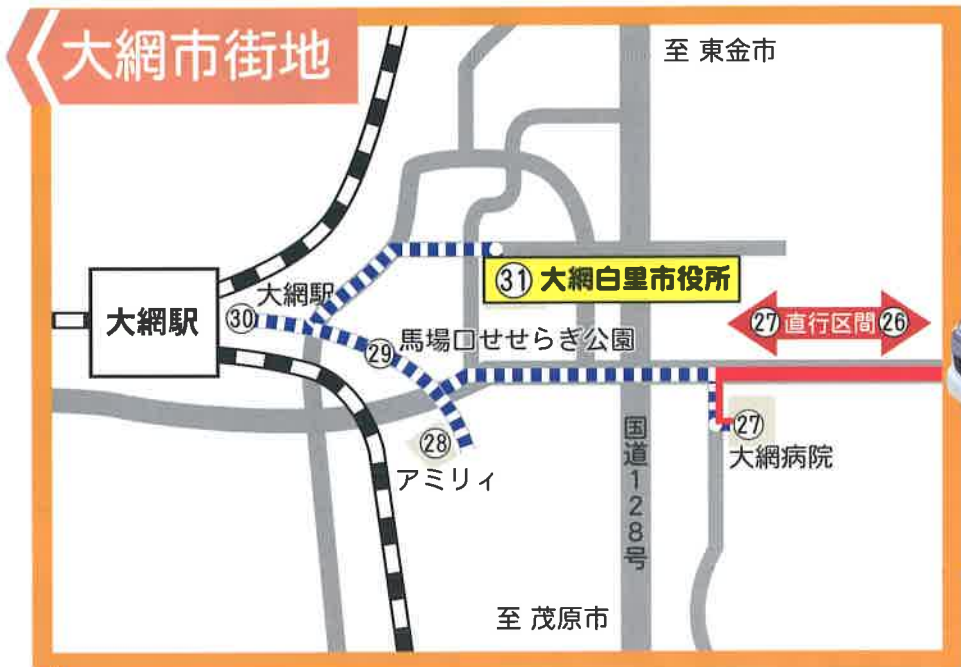 大網市街地
至 東金市
㉛ 大網白里市役所
大網駅
大網駅
㉚
㉗ 直行区間 ㉖
㉙ 馬場口せせらぎ公園
㉘
アミリィ
国道128号
㉗
大網病院
至 茂原市